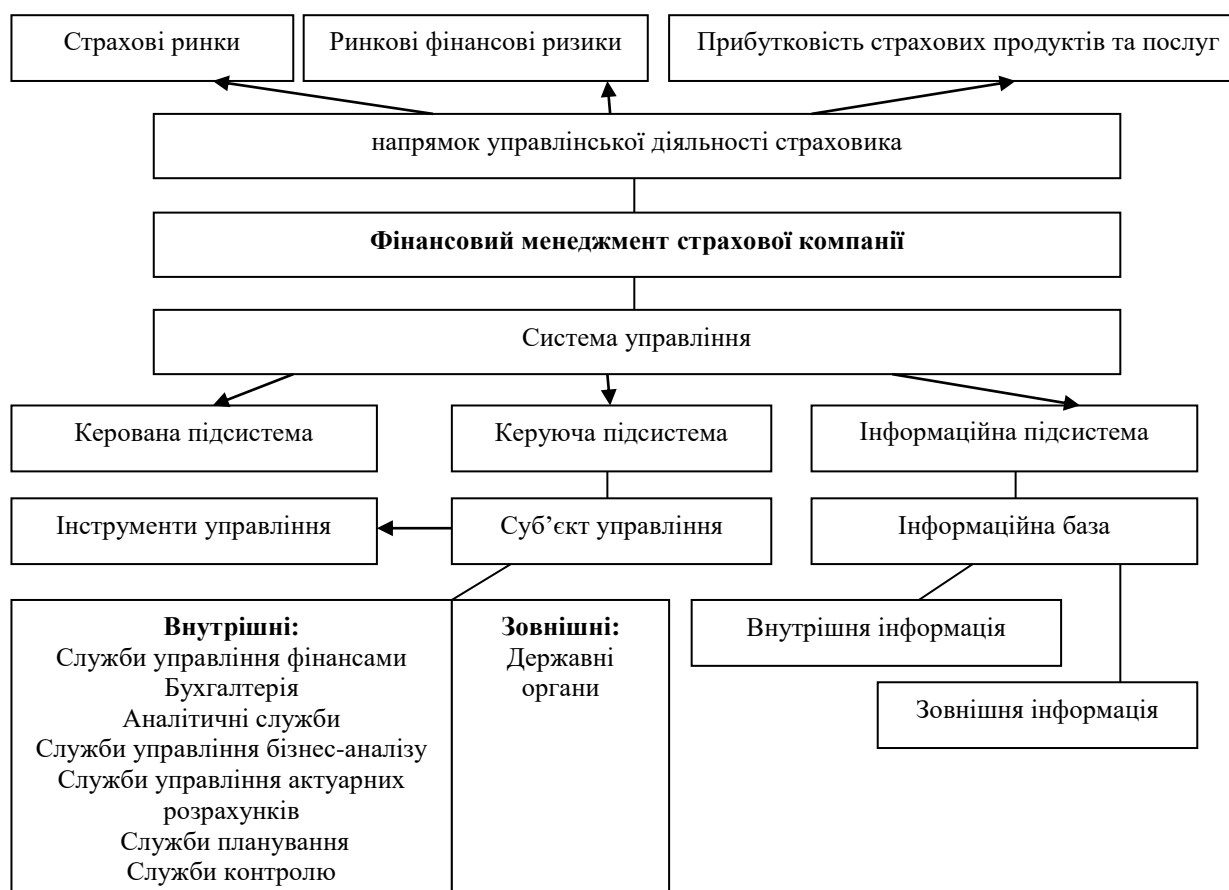 Страхові ринки
Ринкові фінансові ризики
Прибутковість страхових продуктів та послуг
напрямок управлінської діяльності страховика
Фінансовий менеджмент страхової компанії
Система управління
Керована підсистема
Керуюча підсистема
Інформаційна підсистема
Інструменти управління
Суб’єкт управління
Інформаційна база
Внутрішні:
Служби управління фінансами
Бухгалтерія
Аналітичні служби
Служби управління бізнес-аналізу
Служби управління актуарних
розрахунків
Служби планування
Служби контролю
Зовнішні:
Державні
органи
Внутрішня інформація
Зовнішня інформація